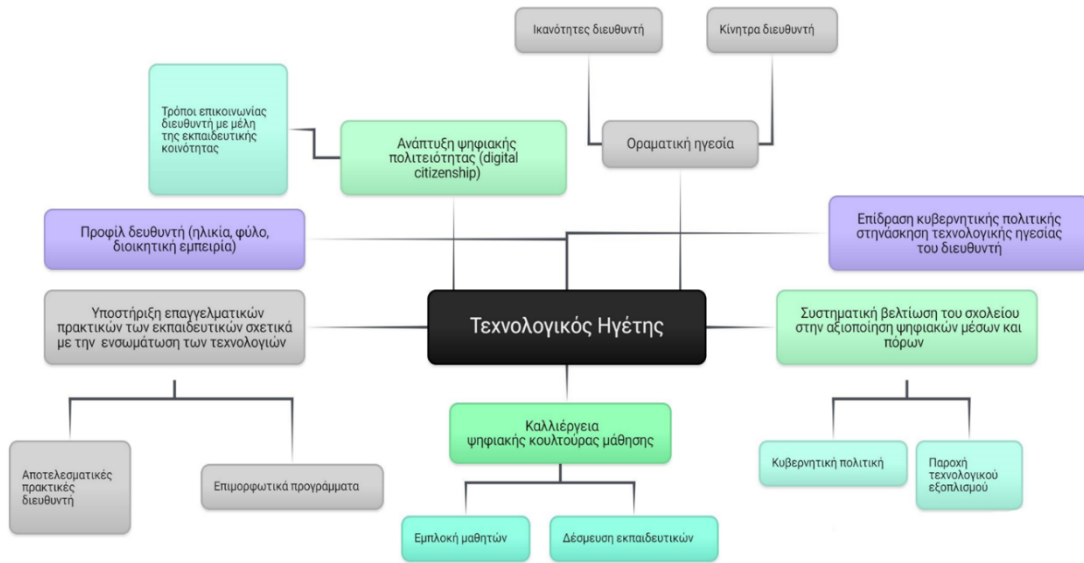 Ικανότητες διευθυντή
Κίνητρα διευθυντή
Τρόποι επικοινωνίας
διευθυντή με μέλη
της εκπαιδευτικής
κοινότητας
Ανάπτυξη ψηφιακής
πολιτειότητας (digital
citizenship)
Οραματική ηγεσία
Προφίλ δευθυντή (ηλικία, φύλο,
διοικητική εμπειρία)
Επίδραση κυβερνητικής πολιτικής
στηνάσκηση τεχνολογικής ηγεσίας
του διευθυντή
Υποστήριξη επαγγελματικών
πρακτικών των εκπαιδευτικών σχετικά
με την ενσωμάτωση των τεχνολογιών
Τεχνολογικός Ηγέτης
Συστηματική βελτίωση του σχολείου
στην αξιοποίηση ψηφιακών μέσων και
πόρων
Καλλιέργεια
ψηφιακής κουλτούρας μάθησης
Αποτελεσματικές
πρακτικές
διευθυντή
Επιμορφωτικά προγράμματα
Κυβερνητική πολιτική
Παροχή
τεχνολογικού
εξοπλισμού
Εμπλοκή μαθητών
Δέσμευση εκπαιδευτικών